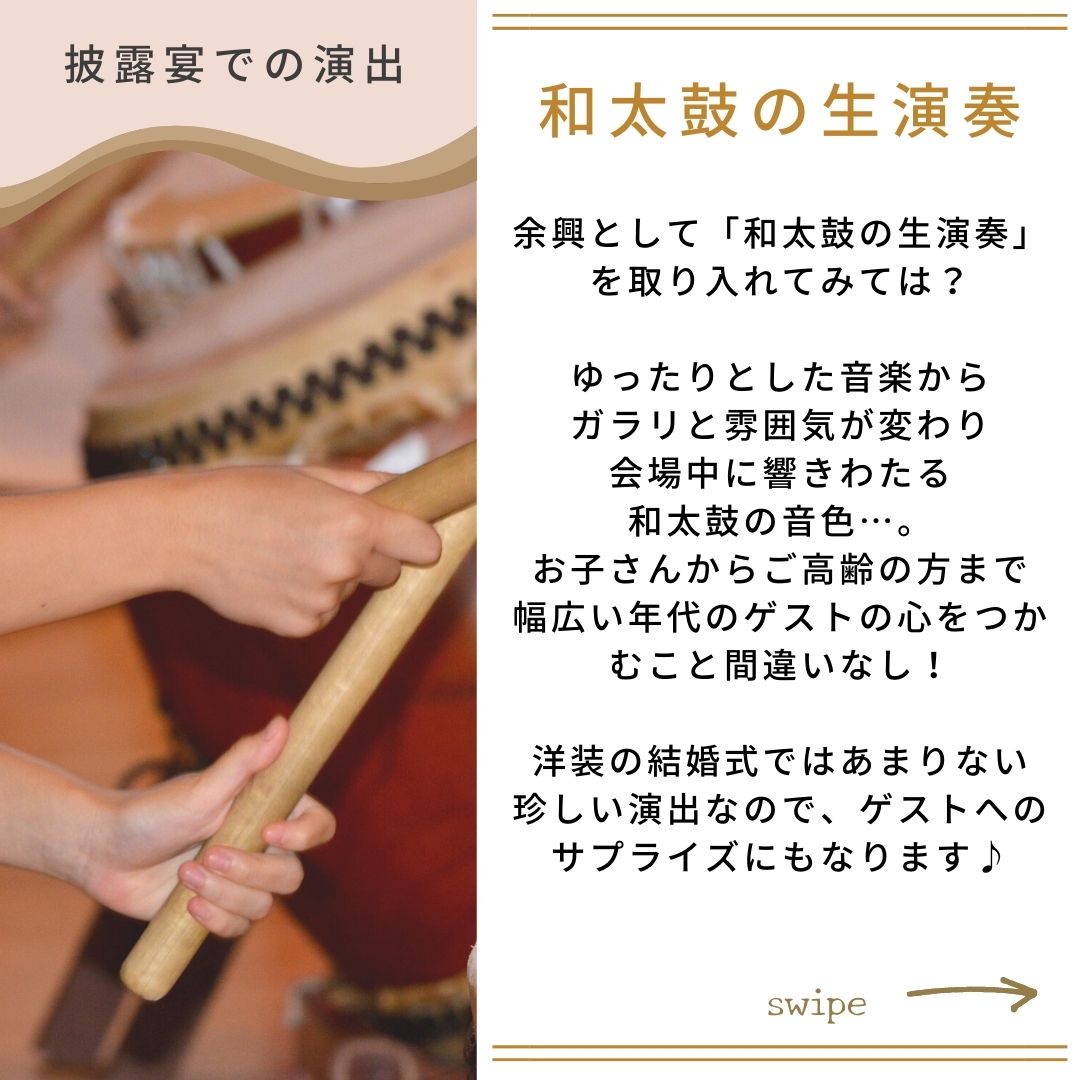 披露宴での演出
和太鼓の生演奏
余興として「和太鼓の生演奏」
を取り入れてみては？
ゆったりとした音楽から
ガラリと雰囲気が変わり
会場中に響きわたる
和太鼓の音色…。
お子さんからご高齢の方まで
幅広い年代のゲストの心をつか
むこと間違いなし！
洋装の結婚式ではあまりない
珍しい演出なので、ゲストへの
サプライズにもなります♪
swipe